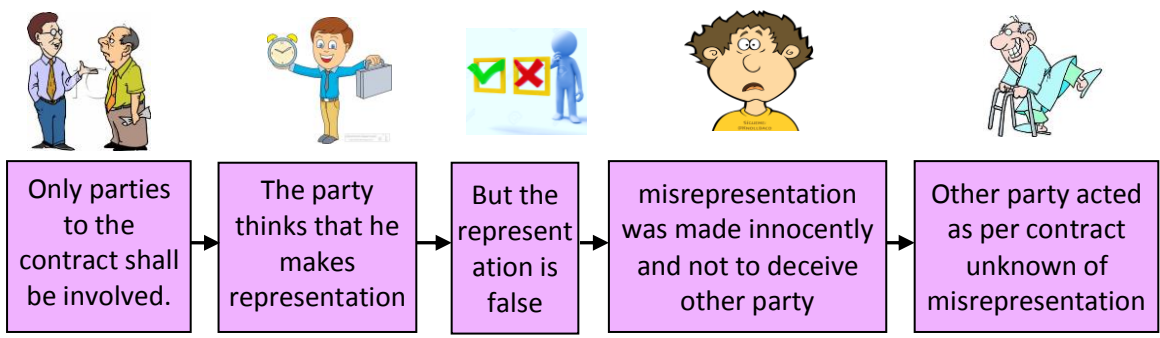 Only parties
to the
contract shall
be involved.
The party
thinks that he
makes
representation
But the
represent
ation is
false
misrepresentation
was made innocently
and not to deceive
other party
Other party acted
as per contract
unknown of
misrepresentation